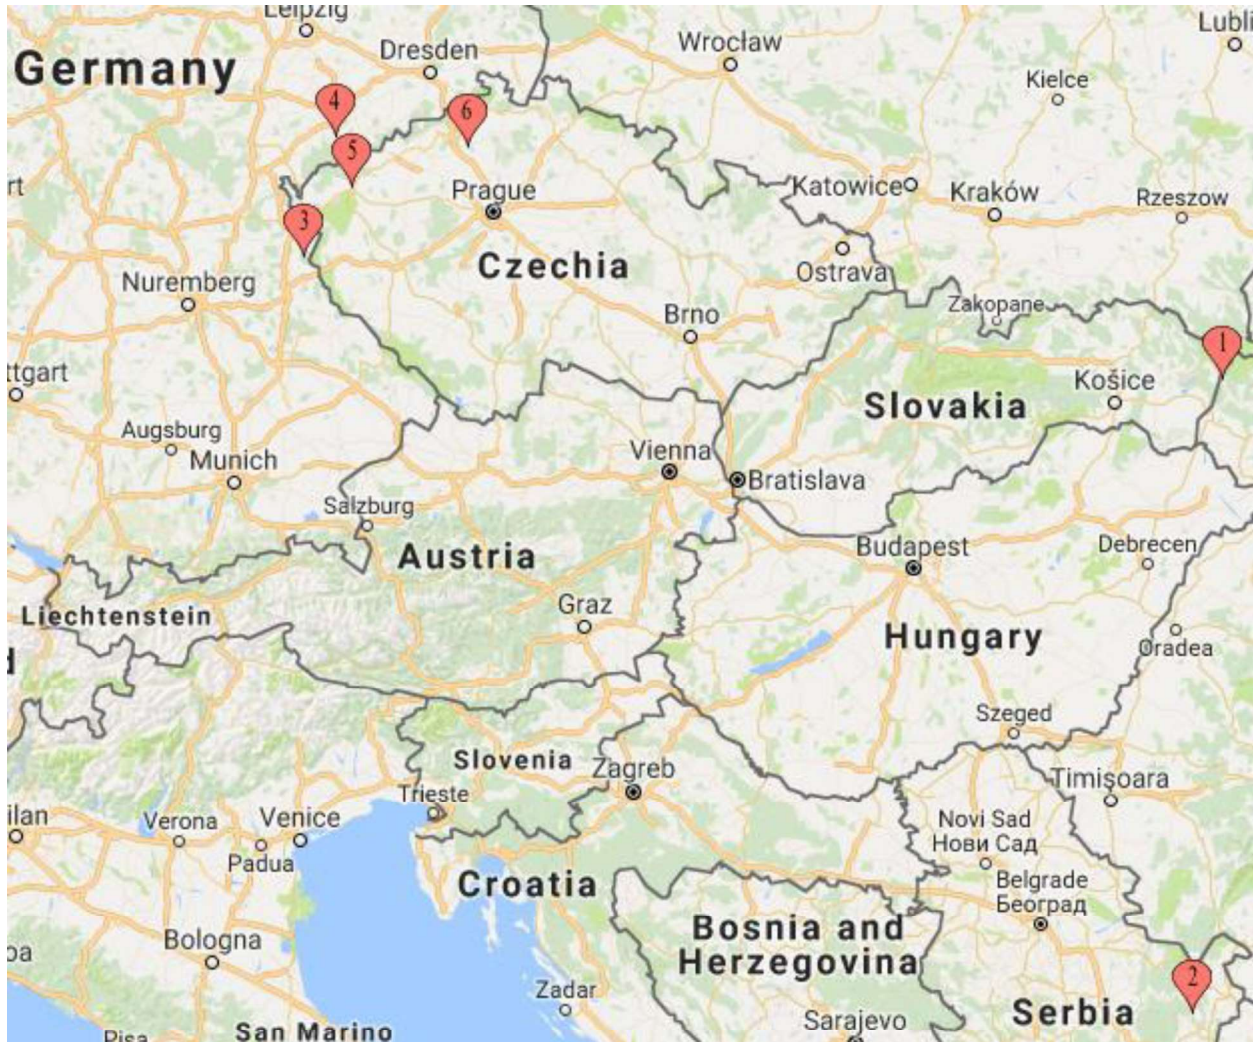 Leipzig
Lubli
Dresden
Wrocław
Germany
Kielce
4
6
5
rt
Prague
Katowice
Kraków
Rzeszow
3
Czechia
Ostrava
Nuremberg
Zakopane
Brno
1
ttgart
Košice
Slovakia
Augsburg
Munich
Vienna
Bratislava
Salzburg
Austria
Budapest
Debrecen
Liechtenstein
Graz
Hungary
Oradea
d
Szeged
Slovenia
Zagreb
Timișoara
ilan
Trieste
Verona
Venice
Novi Sad
Нови Сад
Padua
Croatia
Belgrade
Београд
Bosnia and
Herzegovina
Bologna
oa
2
Zadar
Serbia
Sarajevo
San Marino
Pisa